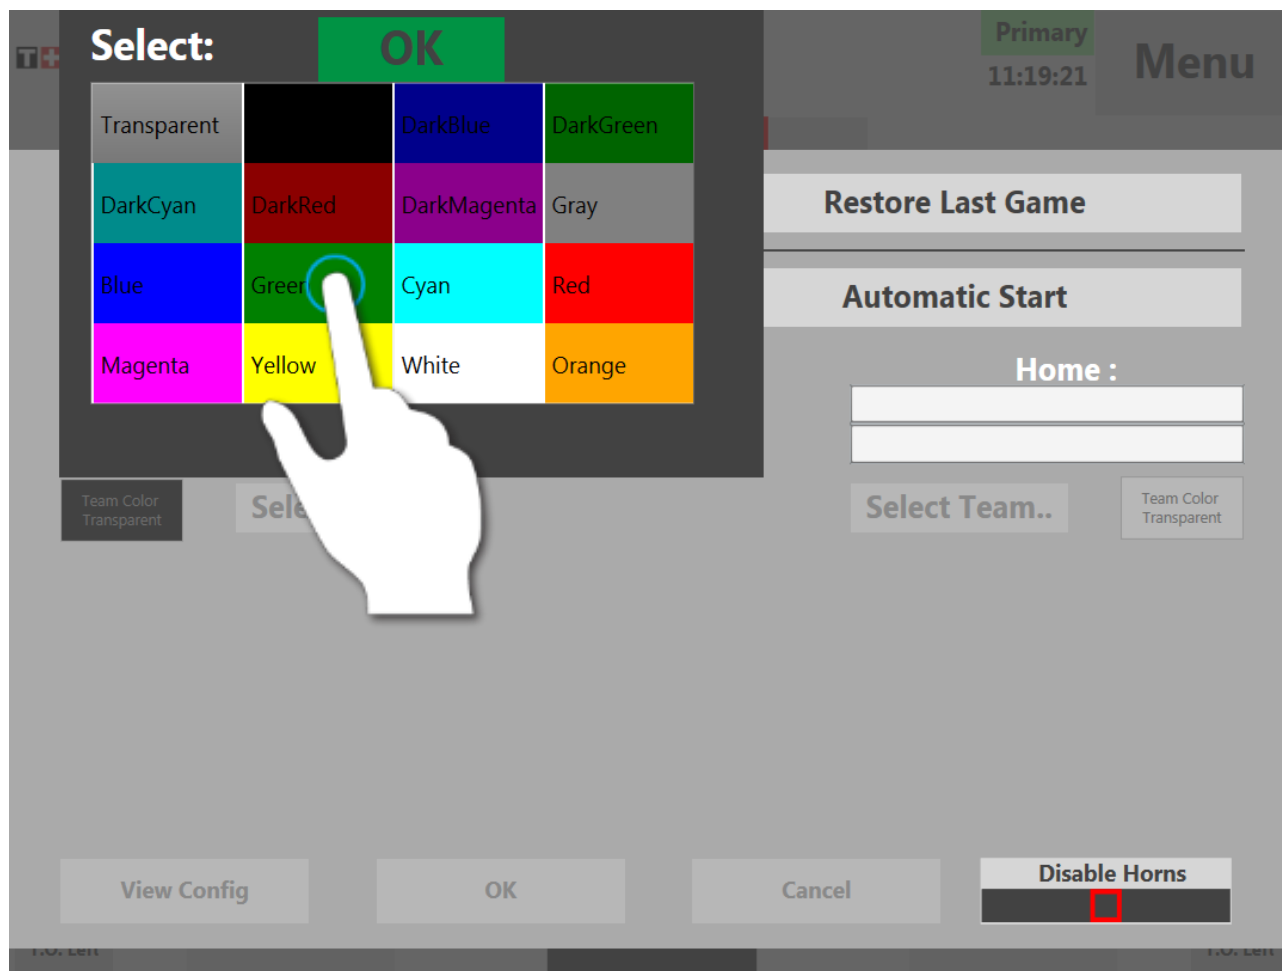 Select:
OK
Primary
11:19:21
Menu
Transparent
DarkBlue
DarkGreen
DarkCyan
DarkRed
DarkMagenta
Gray
Restore Last Game
Blue
Green
Cyan
Red
Automatic Start
Magenta
Yellow
White
Orange
Home :
Team Color
Transparent
Select Team..
Team Color
Transparent
View Config
OK
Cancel
Disable Horns
T.O. Left
T.O. Left